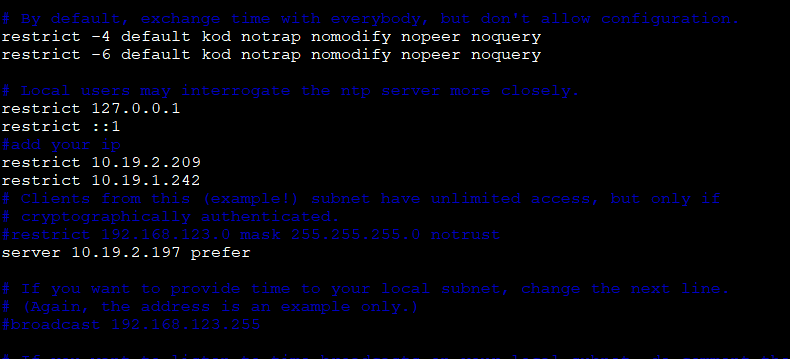 # By default, exchange time with everybody, but don't allow configuration.
restrict -4 default kod notrap nomodify nopeer noquery
restrict -6 default kod notrap nomodify nopeer noquery
# Local users may interrogate the ntp server more closely.
restrict 127.0.0.1
restrict ::1
#add your ip
restrict 10.19.2.209
restrict 10.19.1.242
# Clients from this (example!) subnet have unlimited access, but only if
# cryptographically authenticated.
#restrict 192.168.123.0 mask 255.255.255.0 notrust
server 10.19.2.197 prefer
# If you want to provide time to your local subnet, change the next line.
# (Again, the address is an example only.)
#broadcast 192.168.123.255